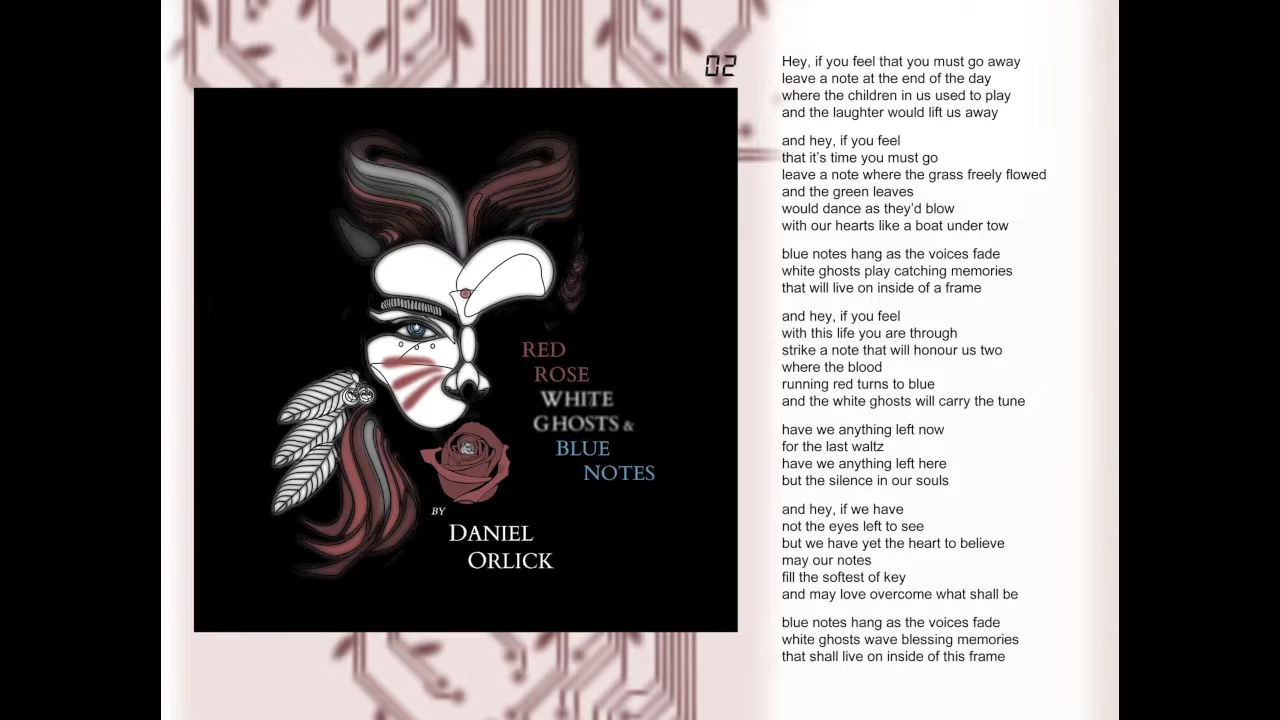 02
RED
ROSE
WHITE
GHOSTS &
BLUE
NOTES
BY
DANIEL
ORLICK
Hey, if you feel that you must go away
leave a note at the end of the day
where the children in us used to play
and the laughter would lift us away
and hey, if you feel
that it's time you must go
leave a note where the grass freely flowed
and the green leaves
would dance as they'd blow
with our hearts like a boat under tow
blue notes hang as the voices fade
white ghosts play catching memories
that will live on inside of a frame
and hey, if you feel
with this life you are through
strike a note that will honour us two
where the blood
running red turns to blue
and the white ghosts will carry the tune
have we anything left now
for the last waltz
have we anything left here
but the silence in our souls
and hey, if we have
not the eyes left to see
but we have yet the heart to believe
may our notes
fill the softest of key
and may love overcome what shall be
blue notes hang as the voices fade
white ghosts wave blessing memories
that shall live on inside of this frame